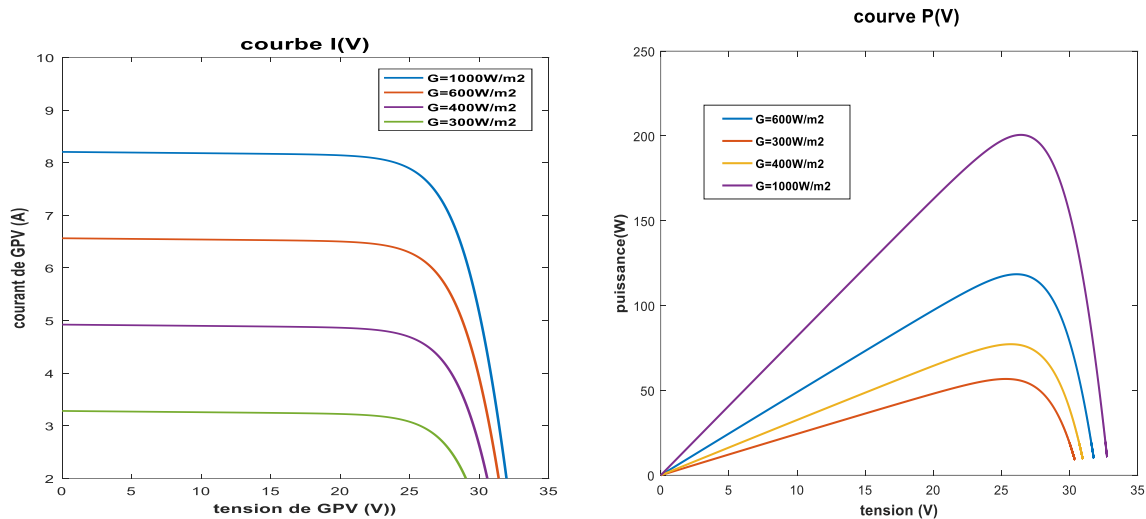 courbe I(V)
10
9
8
7
6
5
4
3
2
courant de GPV (A)
G=1000W/m2
G=600W/m2
G=400W/m2
G=300W/m2
0 5 10 15 20 25 30 35
tension de GPV (V))
courve P(V)
250
200
150
100
50
0
puissance(W)
G=600W/m2
G=300W/m2
G=400W/m2
G=1000W/m2
0 5 10 15 20 25 30 35
tension (V)